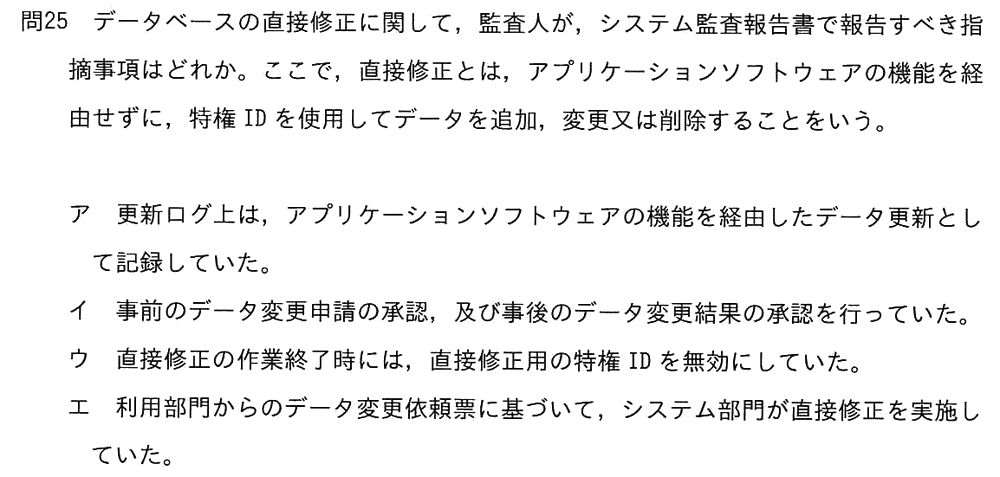 問25 データベースの直接修正に関して，監査人が，システム監査報告書で報告すべき指
摘事項はどれか。ここで，直接修正とは，アプリケーションソフトウェアの機能を経
由せずに，特権 ID を使用してデータを追加，変更又は削除することをいう。
ア 更新ログ上は，アプリケーションソフトウェアの機能を経由したデータ更新とし
て記録していた。
イ 事前のデータ変更申請の承認，及び事後のデータ変更結果の承認を行っていた。
ウ 直接修正の作業終了時には，直接修正用の特権 ID を無効にしていた。
エ 利用部門からのデータ変更依頼票に基づいて，システム部門が直接修正を実施し
ていた。